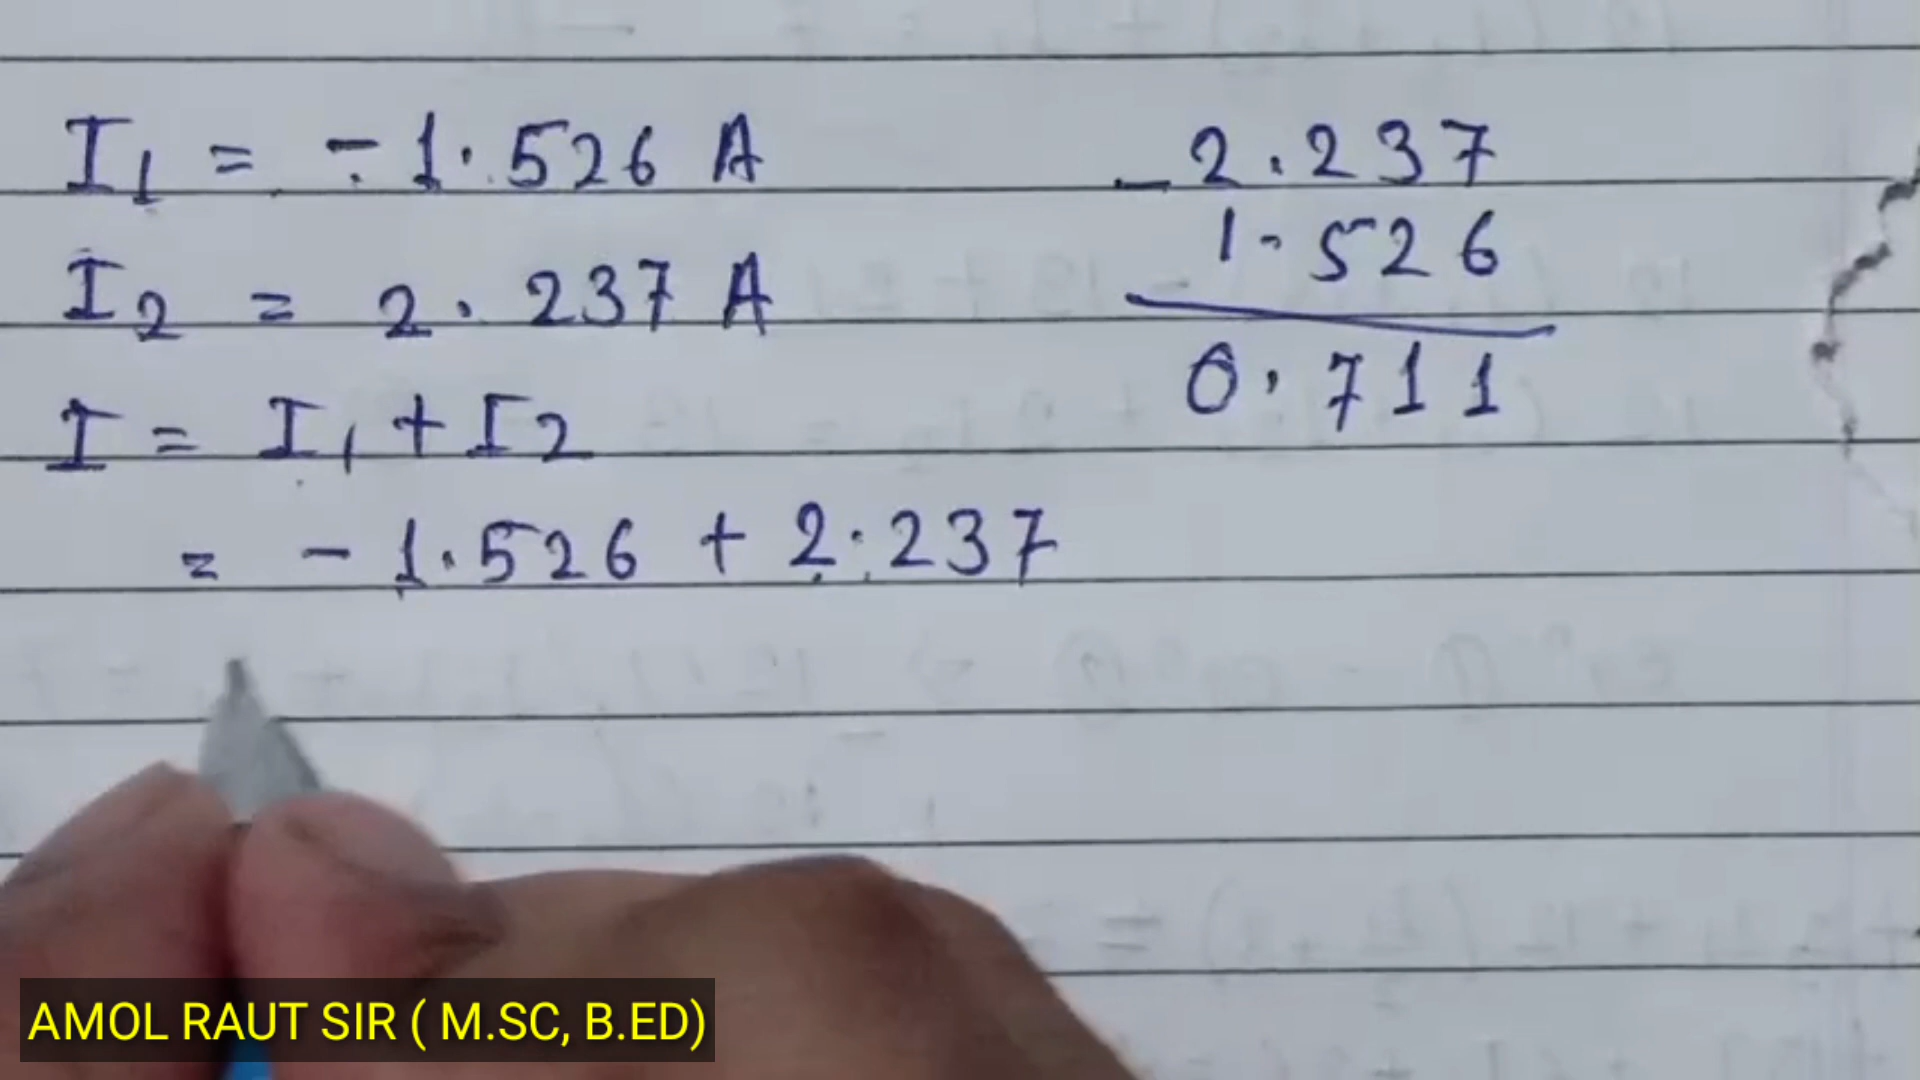 I1 = -1.526 A
I2 = 2.237 A
I = I1 + I2
= -1.526 + 2.237
- 2.237
1.526
0.711
AMOL RAUT SIR ( M.SC, B.ED)